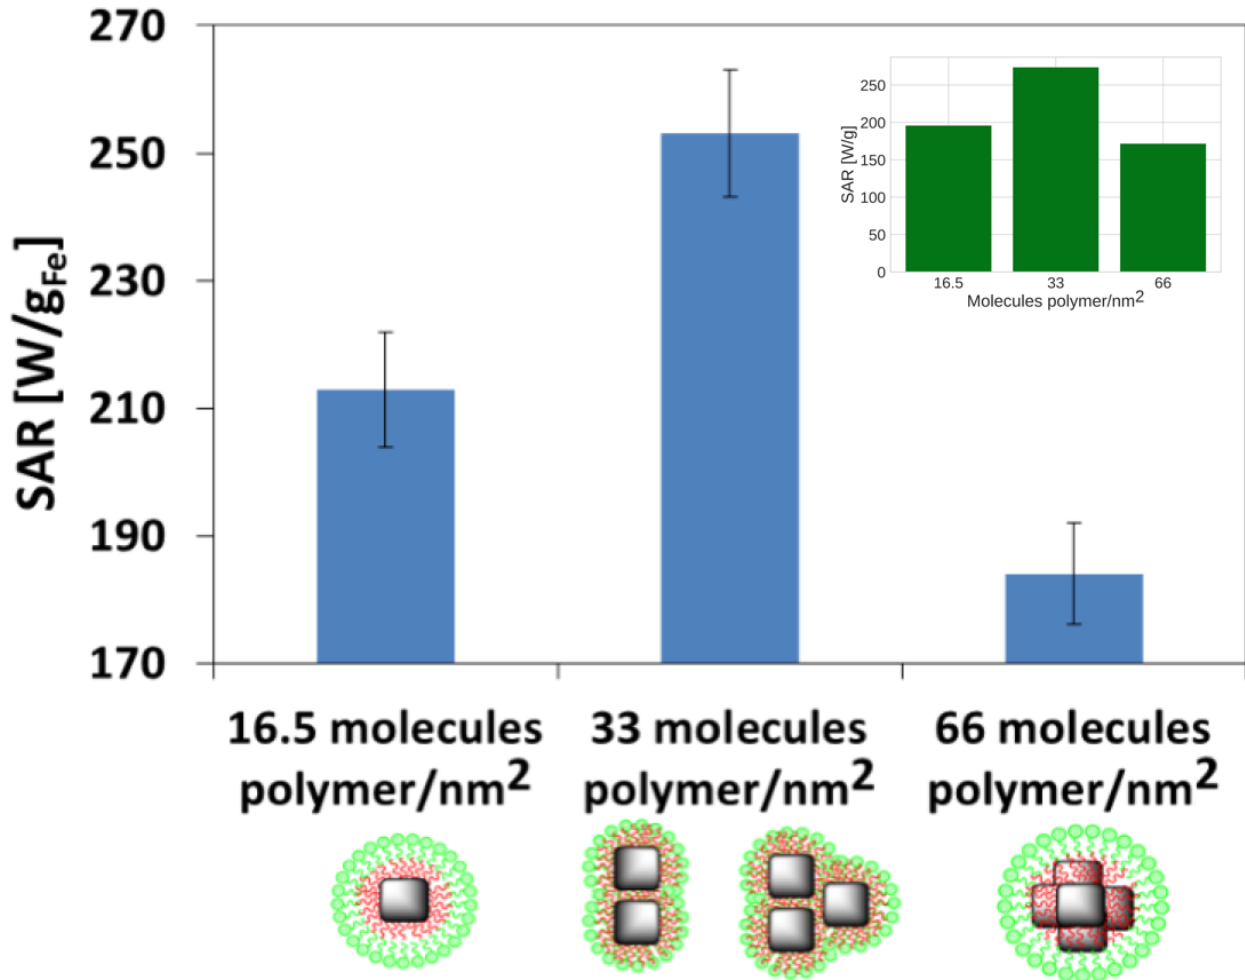 270
250
230
210
190
170
SAR [W/gFe]
16.5 molecules
polymer/nm²
33 molecules
polymer/nm²
66 molecules
polymer/nm²
250
200
150
100
50
0
SAR [W/g]
16.5 33 66
Molecules polymer/nm²